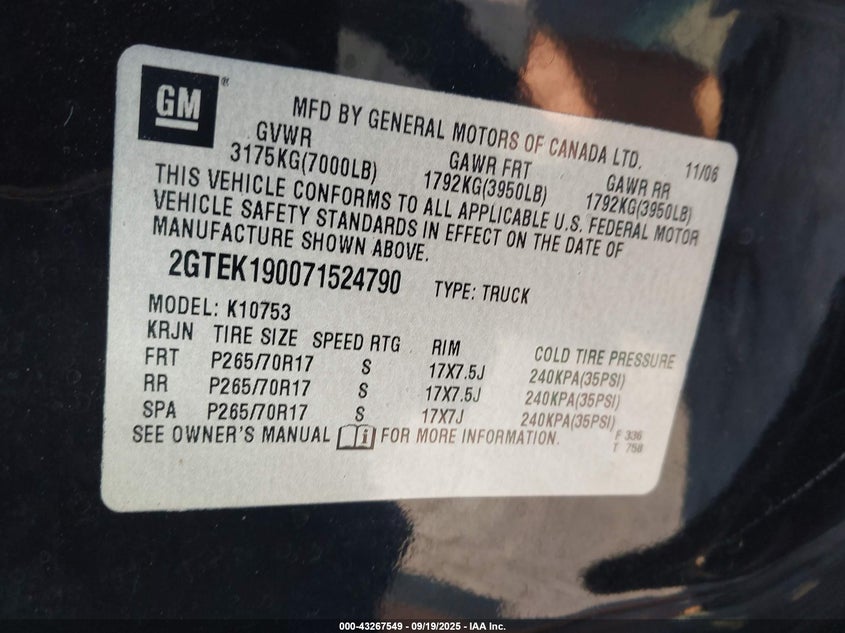 GM ®
MFD BY GENERAL MOTORS OF CANADA LTD.
11/06
GVWR GAWR FRT GAWR RR
3175KG(7000LB) 1792KG(3950LB) 1792KG(3950LB)
THIS VEHICLE CONFORMS TO ALL APPLICABLE U.S. FEDERAL MOTOR
VEHICLE SAFETY STANDARDS IN EFFECT ON THE DATE OF
MANUFACTURE SHOWN ABOVE.
2GTEK190071524790 TYPE: TRUCK
MODEL: K10753
KRJN TIRE SIZE SPEED RTG RIM COLD TIRE PRESSURE
FRT P265/70R17 S 17X7.5J 240KPA(35PSI)
RR P265/70R17 S 17X7.5J 240KPA(35PSI)
SPA P265/70R17 S 17X7J 240KPA(35PSI)
SEE OWNER'S MANUAL i FOR MORE INFORMATION.
F 336
T 758
000-43267549 - 09/19/2025 - IAA Inc.